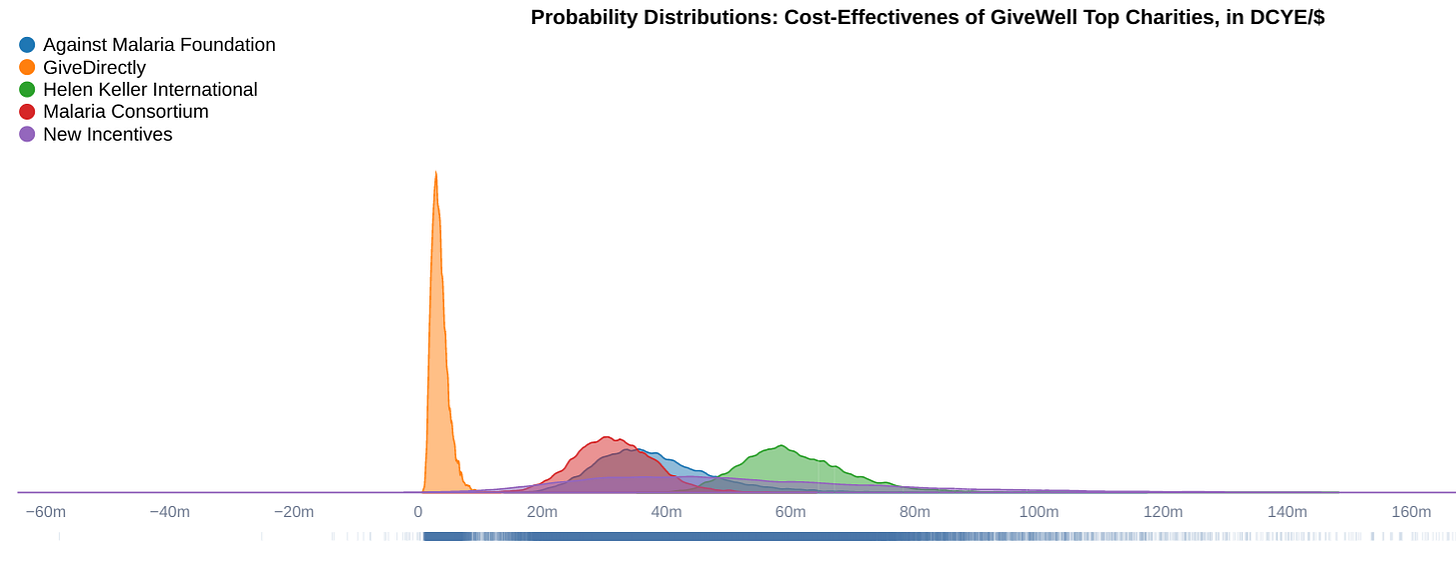 Probability Distributions: Cost-Effectivenes of GiveWell Top Charities, in DCYE/$
Against Malaria Foundation
GiveDirectly
Helen Keller International
Malaria Consortium
New Incentives
−60m −40m −20m 0 20m 40m 60m 80m 100m 120m 140m 160m